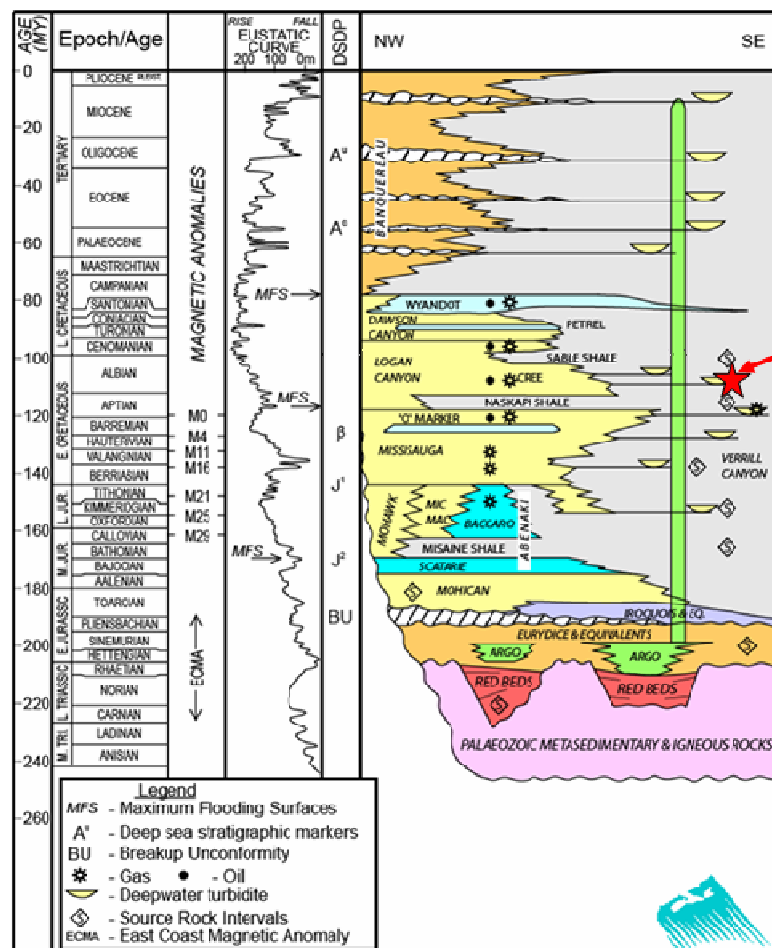 AGE (MY)
Epoch/Age
MAGNETIC ANOMALIES
RISE FALL
EUSTATIC
CURVE
200 100 0m
DSDP
NW
SE
0
20
40
60
80
100
120
140
160
180
200
220
240
260
TERTIARY
L. CRETACEOUS
E. CRETACEOUS
L. JUR.
M. JUR.
E. JURASSIC
L. TRIASSIC
M. TRI.
PLIOCENE
MIOCENE
OLIGOCENE
EOCENE
PALAEOCENE
MAASTRICHTIAN
CAMPANIAN
SANTONIAN
CONIACIAN
TURONIAN
CENOMANIAN
ALBIAN
APTIAN
BARREMIAN
HAUTERIVIAN
VALANGINIAN
BERRIASIAN
TITHONIAN
KIMMERIDGIAN
OXFORDIAN
CALLOVIAN
BATHONIAN
BAJOCIAN
AALENIAN
TOARCIAN
PLIENSBACHIAN
SINEMURIAN
HETTENGIAN
RHAETIAN
NORIAN
CARNIAN
LADINIAN
ANISIAN
M0
M4
M11
M16
M21
M25
M29
ECMA
MFS
MFS
MFS
β
J¹
J²
BU
BANQUEREAU
WYANDOT
DAWSON
CANYON
PETREL
LOGAN
CANYON
SABLE SHALE
CREE
NASKAPI SHALE
'O' MARKER
MISSISAUGA
VERRILL
CANYON
MOHAWK
MIC
MAC
BACCARO
ABENAKI
MISAINE SHALE
SCATARIE
MOHICAN
IROQUOIS & EQ.
EURYDICE & EQUIVALENTS
ARGO
ARGO
RED BEDS
RED BEDS
PALAEOZOIC METASEDIMENTARY & IGNEOUS ROCKS
Legend
MFS - Maximum Flooding Surfaces
- Deep sea stratigraphic markers
BU - Breakup Unconformity
- Gas - Oil
- Deepwater turbidite
S - Source Rock Intervals
ECMA - East Coast Magnetic Anomaly